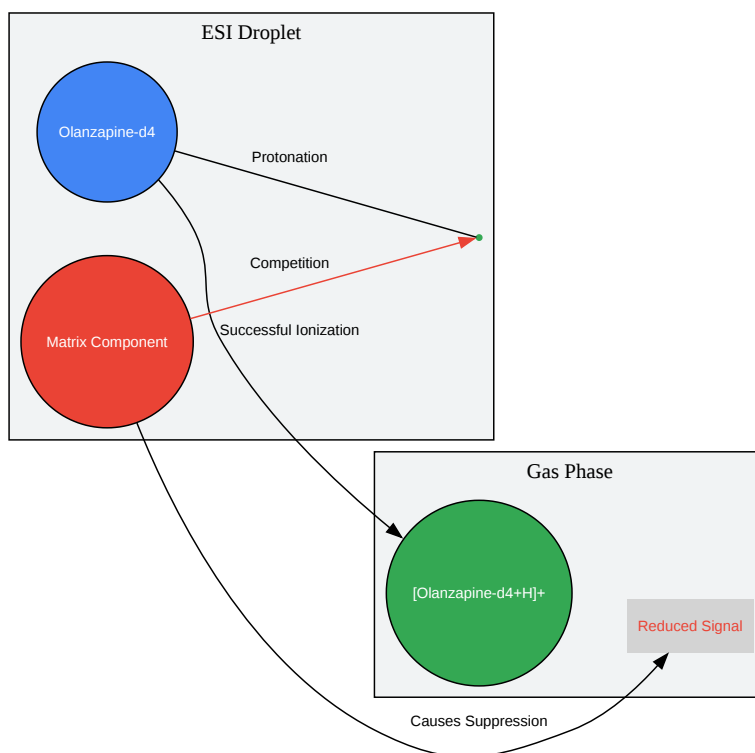 ESI Droplet
Olanzapine-d4
Protonation
Competition
Successful Ionization
Matrix Component
Gas Phase
[Olanzapine-d4+H]+
Reduced Signal
Causes Suppression